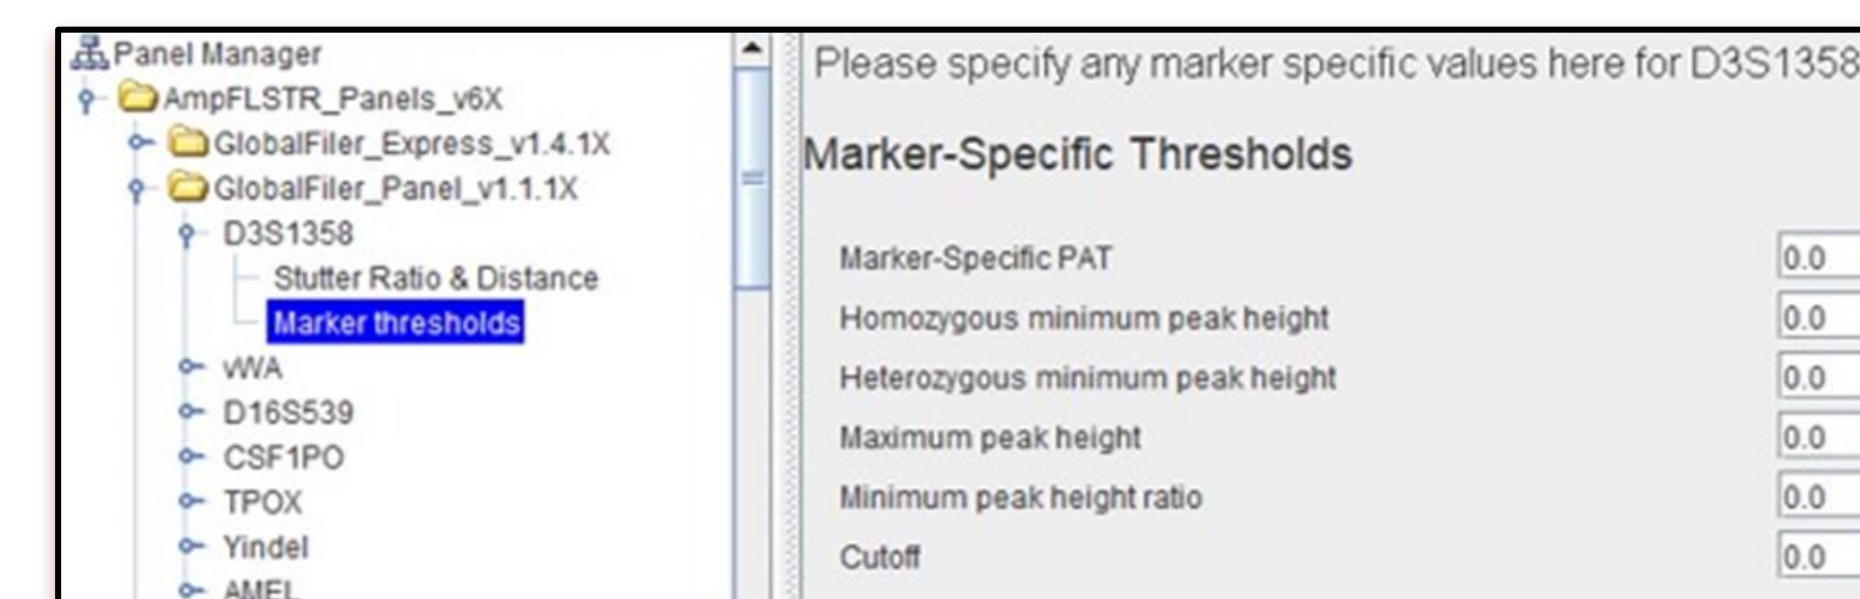 Panel Manager
AmpFLSTR_Panels_v6X
GlobalFiler_Express_v1.4.1X
GlobalFiler_Panel_v1.1.1X
D3S1358
Stutter Ratio & Distance
Marker thresholds
vWA
D16S539
CSF1PO
TPOX
Yindel
AMEL
Please specify any marker specific values here for D3S1358
Marker-Specific Thresholds
Marker-Specific PAT 0.0
Homozygous minimum peak height 0.0
Heterozygous minimum peak height 0.0
Maximum peak height 0.0
Minimum peak height ratio 0.0
Cutoff 0.0